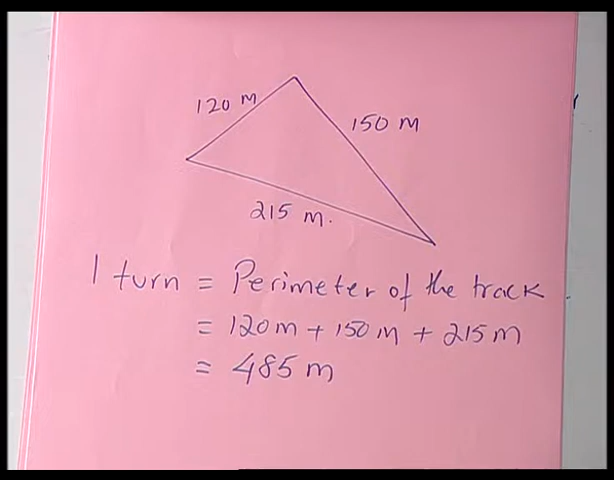 120 m
150 m
215 m.
1 turn = Perimeter of the track
= 120m + 150m + 215m
= 485 m